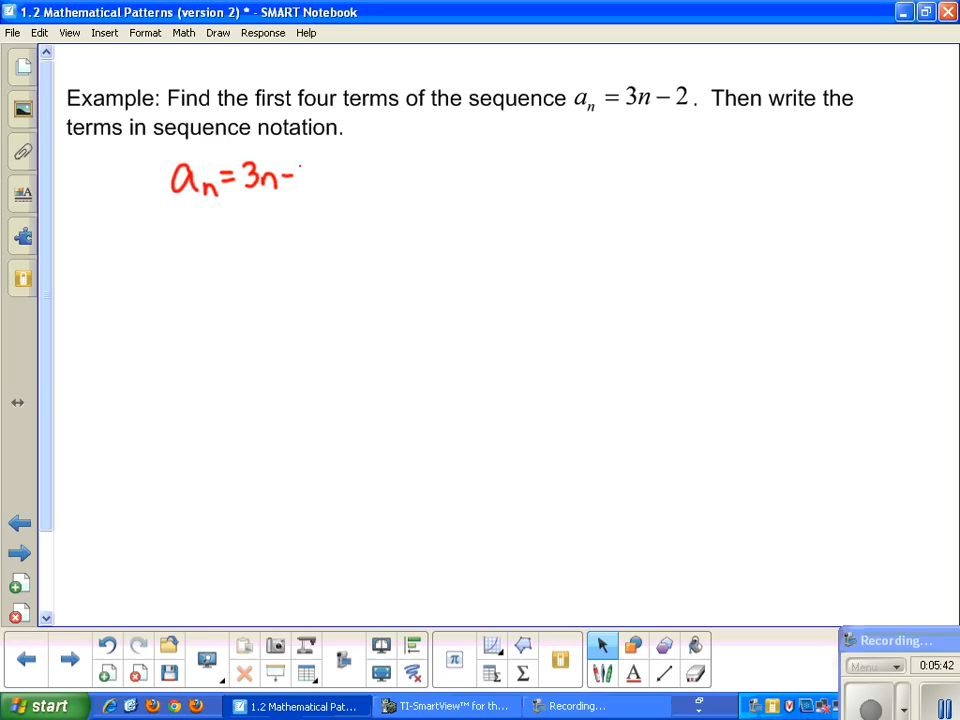 1.2 Mathematical Patterns (version 2) * - SMART Notebook
File Edit View Insert Format Math Draw Response Help
Example: Find the first four terms of the sequence aₙ = 3n − 2. Then write the
terms in sequence notation.
aₙ = 3n -
π
Σ
A
Recording...
Menu
0:05:42
start
1.2 Mathematical Pat...
TI-SmartView™ for th...
Recording...